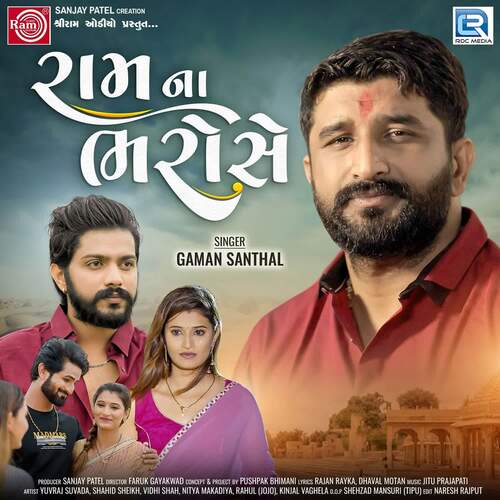 Ram
SANJAY PATEL CREATION
શ્રીરામ ઓડીયો પ્રસ્તુત...
RDC MEDIA
રામ ના
ભરોસે
SINGER
GAMAN SANTHAL
PRODUCER SANJAY PATEL DIRECTOR FARUK GAYAKWAD CONCEPT & PROJECT BY PUSHPAK BHIMANI LYRICS RAJAN RAYKA, DHAVAL MOTAN MUSIC JITU PRAJAPATI
ARTIST YUVRAJ SUVADA, SHAHID SHEIKH, VIDHI SHAH, NITYA MAKADIYA, RAHUL (JOJO), KINJAL VAGHELA D.O.P SHEHZAD MANSURI (TIPU) EDIT NARESH RAJPUT